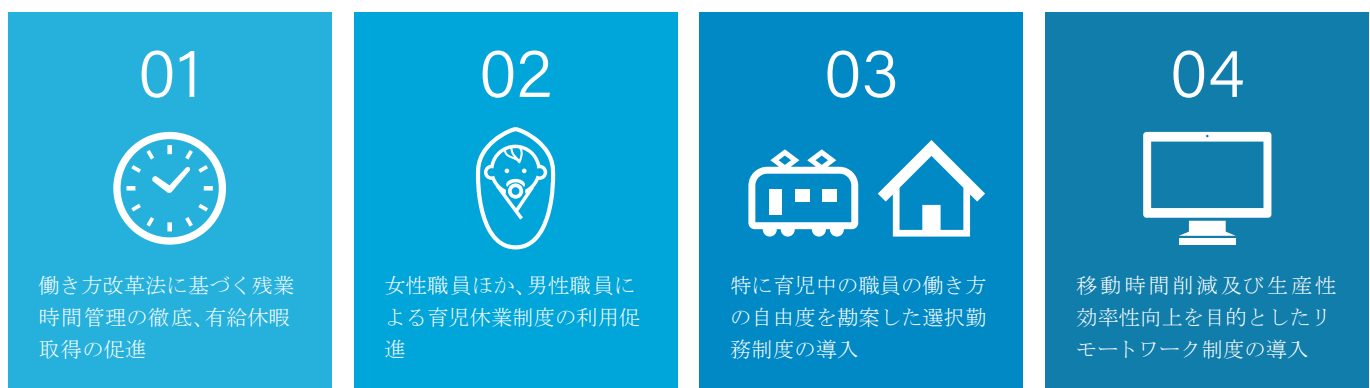 01
働き方改革法に基づく残業
時間管理の徹底、有給休暇
取得の促進
02
女性職員ほか、男性職員に
よる育児休業制度の利用促
進
03
特に育児中の職員の働き方
の自由度を勘案した選択勤
務制度の導入
04
移動時間削減及び生産性
効率性向上を目的としたリ
モートワーク制度の導入